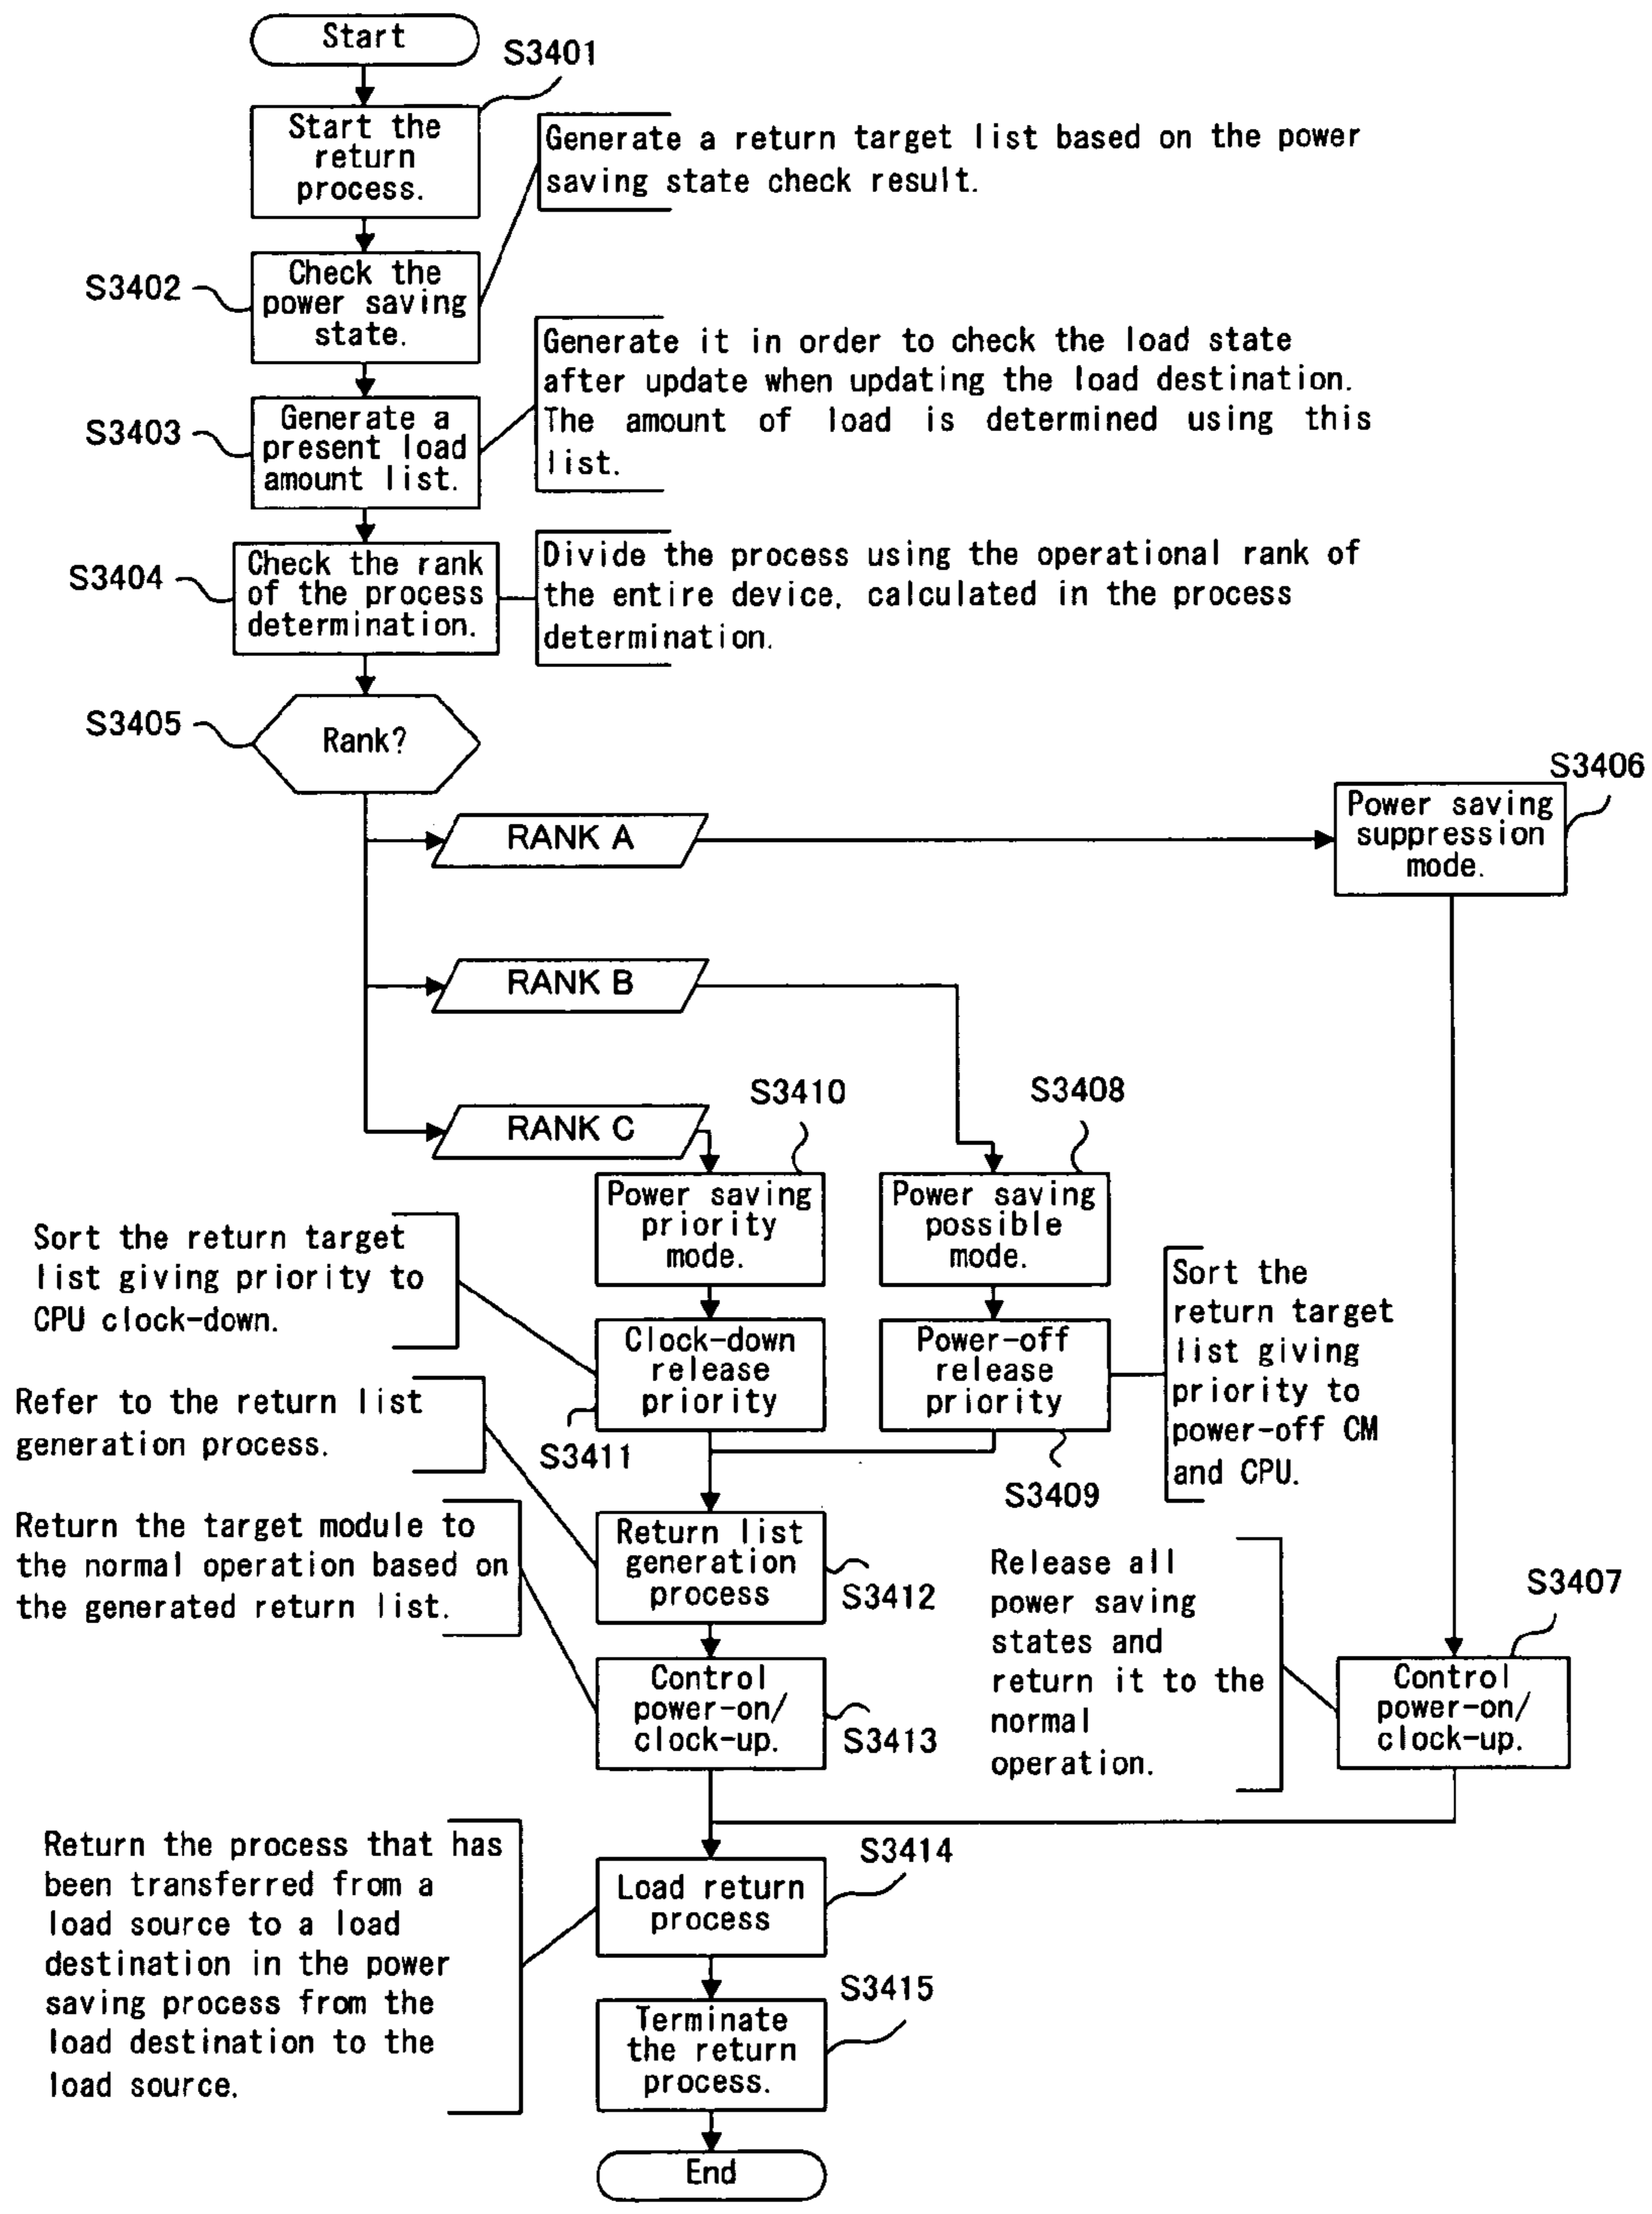 Start
S3401
Start the
return
process.
Generate a return target list based on the power
saving state check result.
S3402
Check the
power saving
state.
Generate it in order to check the load state
after update when updating the load destination.
The amount of load is determined using this
list.
S3403
Generate a
present load
amount list.
S3404
Check the rank
of the process
determination.
Divide the process using the operational rank of
the entire device, calculated in the process
determination.
S3405
Rank?
RANK A
S3406
Power saving
suppression
mode.
RANK B
RANK C
S3410
Power saving
priority
mode.
S3408
Power saving
possible
mode.
Sort the return target
list giving priority to
CPU clock-down.
Clock-down
release
priority
S3411
Power-off
release
priority
S3409
Sort the
return target
list giving
priority to
power-off CM
and CPU.
Refer to the return list
generation process.
Return list
generation
process
S3412
Return the target module to
the normal operation based on
the generated return list.
Control
power-on/
clock-up.
S3413
Release all
power saving
states and
return it to the
normal
operation.
S3407
Control
power-on/
clock-up.
Return the process that has
been transferred from a
load source to a load
destination in the power
saving process from the
load destination to the
load source.
S3414
Load return
process
S3415
Terminate
the return
process.
End